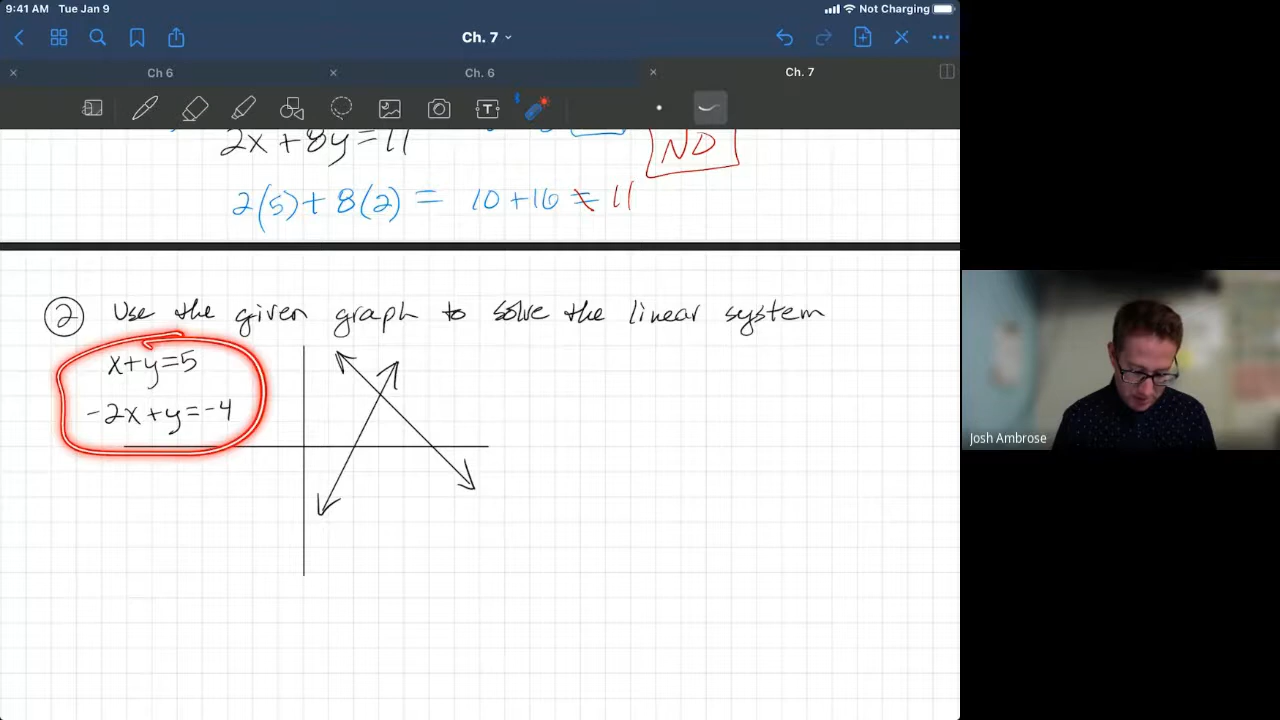 9:41 AM Tue Jan 9
Not Charging
Ch. 7
Ch 6
Ch. 6
Ch. 7
T
2x+8y=11
NO
2(5)+8(2) = 10+16 = 11
② Use the given graph to solve the linear system
x+y=5
-2x+y=-4
Josh Ambrose